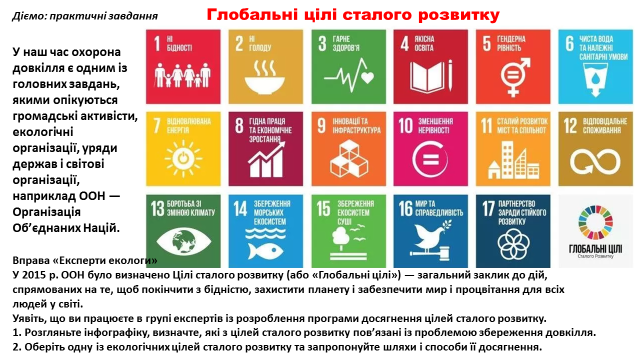 Діємо: практичні завдання
Глобальні цілі сталого розвитку
У наш час охорона
довкілля є одним із
головних завдань,
якими опікуються
громадські активісти,
екологічні
організації, уряди
держав і світові
організації,
наприклад ООН —
Організація
Об’єднаних Націй.
1 НІ
БІДНОСТІ
2 НІ
ГОЛОДУ
3 ГАРНЕ
ЗДОРОВ'Я
4 ЯКІСНА
ОСВІТА
5 ГЕНДЕРНА
РІВНІСТЬ
6 ЧИСТА ВОДА
ТА НАЛЕЖНІ
САНІТАРНІ УМОВИ
7 ВІДНОВЛЮВАНА
ЕНЕРГІЯ
8 ГІДНА ПРАЦЯ
ТА ЕКОНОМІЧНЕ
ЗРОСТАННЯ
9 ІННОВАЦІЇ ТА
ІНФРАСТРУКТУРА
10 ЗМЕНШЕННЯ
НЕРІВНОСТІ
11 СТАЛИЙ РОЗВИТОК
МІСТ ТА СПІЛЬНОТ
12 ВІДПОВІДАЛЬНЕ
СПОЖИВАННЯ
13 БОРОТЬБА ЗІ
ЗМІНОЮ КЛІМАТУ
14 ЗБЕРЕЖЕННЯ
МОРСЬКИХ
ЕКОСИСТЕМ
15 ЗБЕРЕЖЕННЯ
ЕКОСИСТЕМ
СУШІ
16 МИР ТА
СПРАВЕДЛИВІСТЬ
17 ПАРТНЕРСТВО
ЗАРАДИ СТІЙКОГО
РОЗВИТКУ
ГЛОБАЛЬНІ ЦІЛІ
Сталого Розвитку
Вправа «Експерти екологи»
У 2015 р. ООН було визначено Цілі сталого розвитку (або «Глобальні цілі») — загальний заклик до дій,
спрямованих на те, щоб покінчити з бідністю, захистити планету і забезпечити мир і процвітання для всіх
людей у світі.
Уявіть, що ви працюєте в групі експертів із розроблення програми досягнення цілей сталого розвитку.
1. Розгляньте інфографіку, визначте, які з цілей сталого розвитку пов’язані із проблемою збереження довкілля.
2. Оберіть одну із екологічних цілей сталого розвитку та запропонуйте шляхи і способи її досягнення.